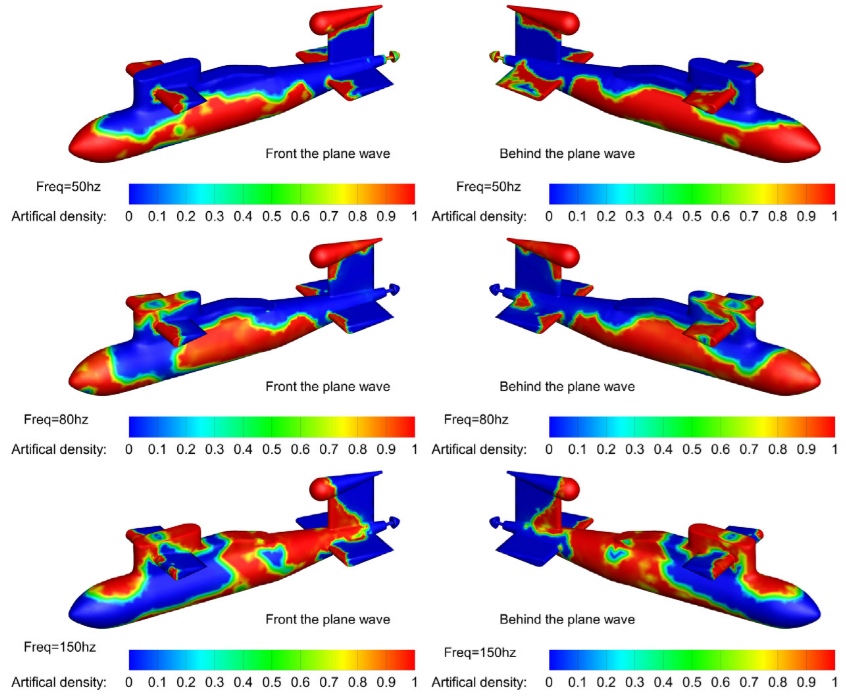 Front the plane wave Behind the plane wave
Freq=50hz Freq=50hz
Artifical density: 0 0.1 0.2 0.3 0.4 0.5 0.6 0.7 0.8 0.9 1 Artifical density: 0 0.1 0.2 0.3 0.4 0.5 0.6 0.7 0.8 0.9 1
Front the plane wave Behind the plane wave
Freq=80hz Freq=80hz
Artifical density: 0 0.1 0.2 0.3 0.4 0.5 0.6 0.7 0.8 0.9 1 Artifical density: 0 0.1 0.2 0.3 0.4 0.5 0.6 0.7 0.8 0.9 1
Front the plane wave Behind the plane wave
Freq=150hz Freq=150hz
Artifical density: 0 0.1 0.2 0.3 0.4 0.5 0.6 0.7 0.8 0.9 1 Artifical density: 0 0.1 0.2 0.3 0.4 0.5 0.6 0.7 0.8 0.9 1